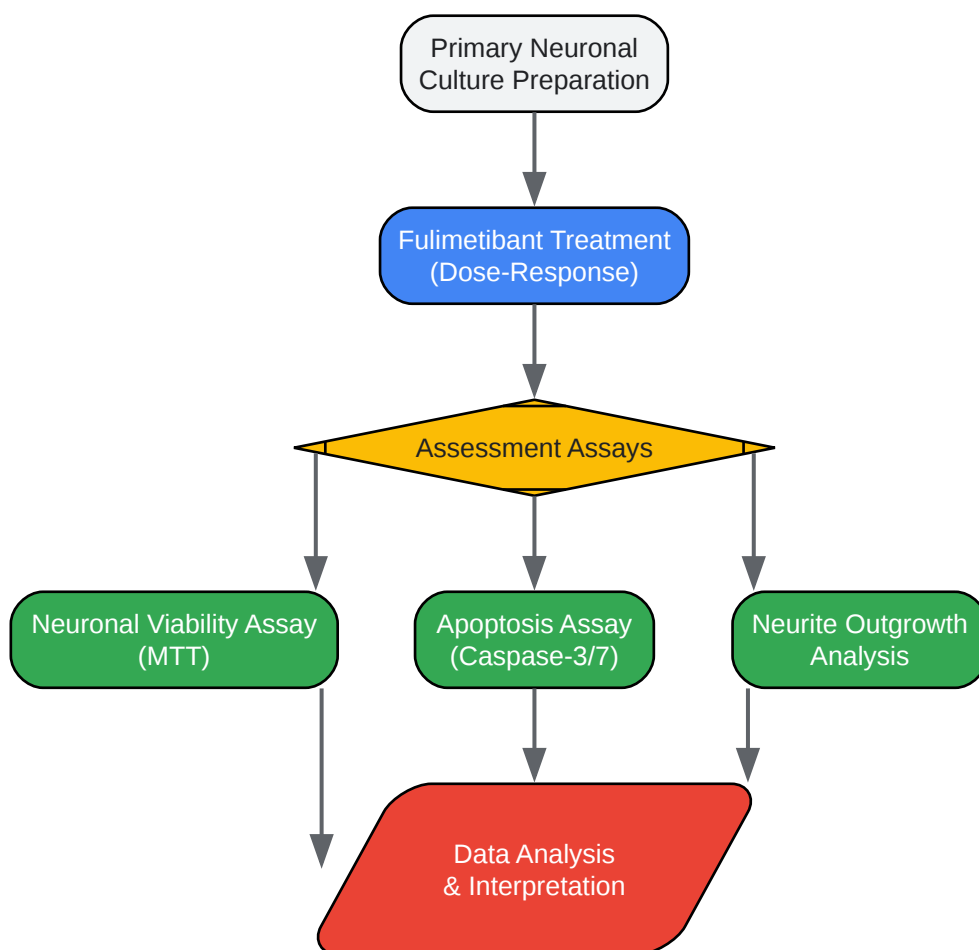 Primary Neuronal
Culture Preparation
Fulimetibant Treatment
(Dose-Response)
Assessment Assays
Neuronal Viability Assay
(MTT)
Apoptosis Assay
(Caspase-3/7)
Neurite Outgrowth
Analysis
Data Analysis
& Interpretation